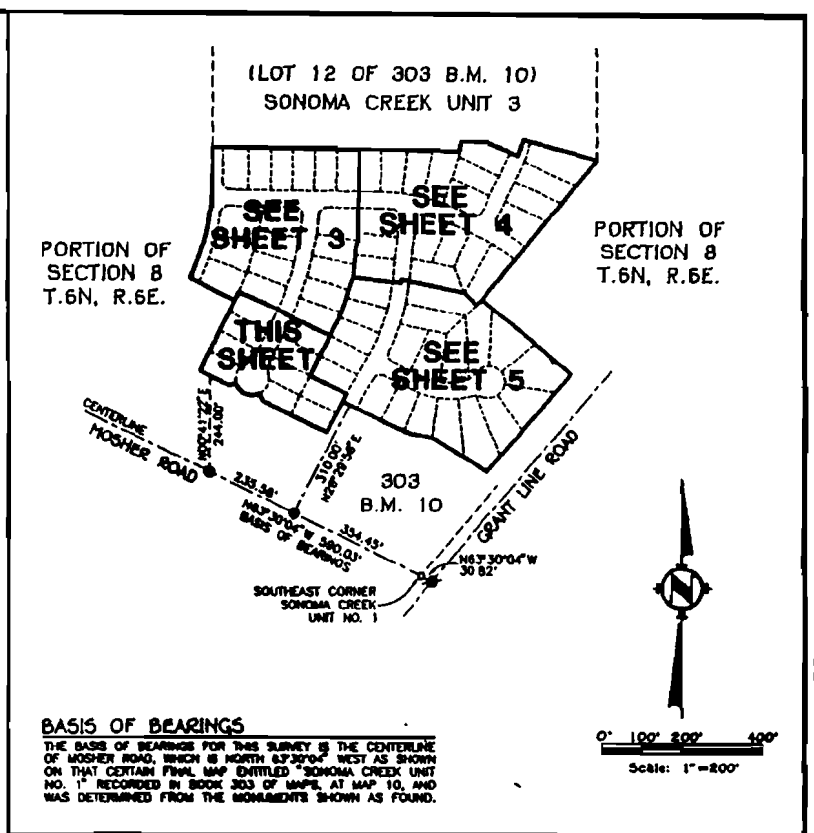 (LOT 12 OF 303 B.M. 10)
SONOMA CREEK UNIT 3
SEE
SHEET 3
SEE
SHEET 4
PORTION OF
SECTION 8
T.6N, R.6E.
PORTION OF
SECTION 8
T.6N, R.6E.
THIS
SHEET
SEE
SHEET 5
244.00'
CENTERLINE
MOSHER ROAD
310.00'
N26°29'56"E
235.58'
N63°30'04"W 590.03'
BASIS OF BEARINGS
354.45'
303
B.M. 10
GRANT LINE ROAD
N63°30'04"W
30.82'
SOUTHEAST CORNER
SONOMA CREEK
UNIT NO. 1
N
BASIS OF BEARINGS
THE BASIS OF BEARINGS FOR THIS SURVEY IS THE CENTERLINE
OF MOSHER ROAD, WHICH IS NORTH 63°30'04" WEST AS SHOWN
ON THAT CERTAIN FINAL MAP ENTITLED "SONOMA CREEK UNIT
NO. 1" RECORDED IN BOOK 303 OF MAPS, AT MAP 10, AND
WAS DETERMINED FROM THE MONUMENTS SHOWN AS FOUND.
0' 100' 200' 400'
Scale: 1"=200'